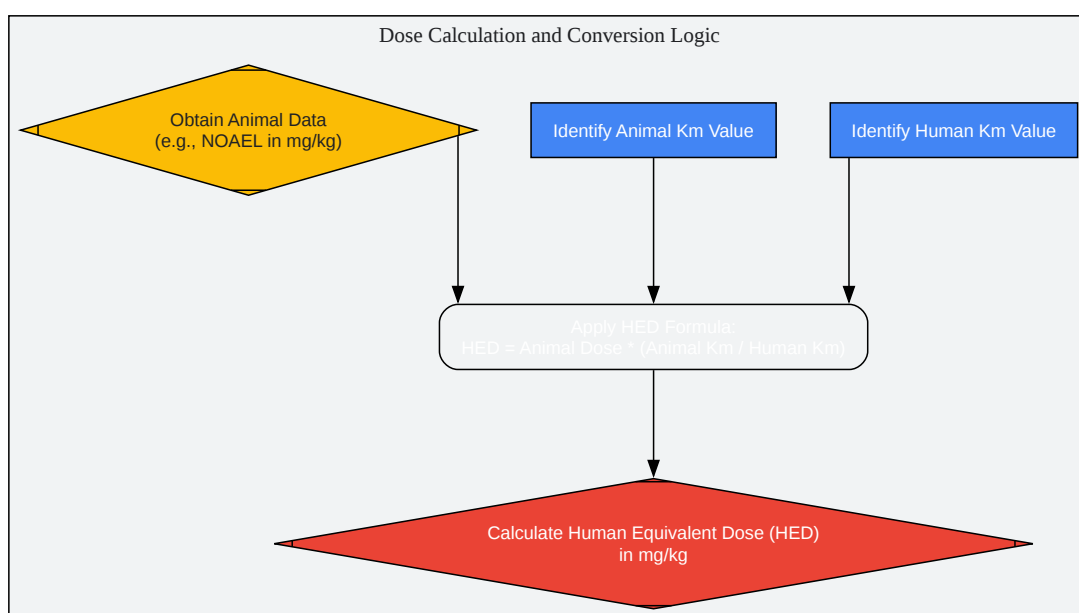 Dose Calculation and Conversion Logic
Obtain Animal Data
(e.g., NOAEL in mg/kg)
Identify Animal Km Value
Identify Human Km Value
Apply HED Formula:
HED = Animal Dose * (Animal Km / Human Km)
Calculate Human Equivalent Dose (HED)
in mg/kg